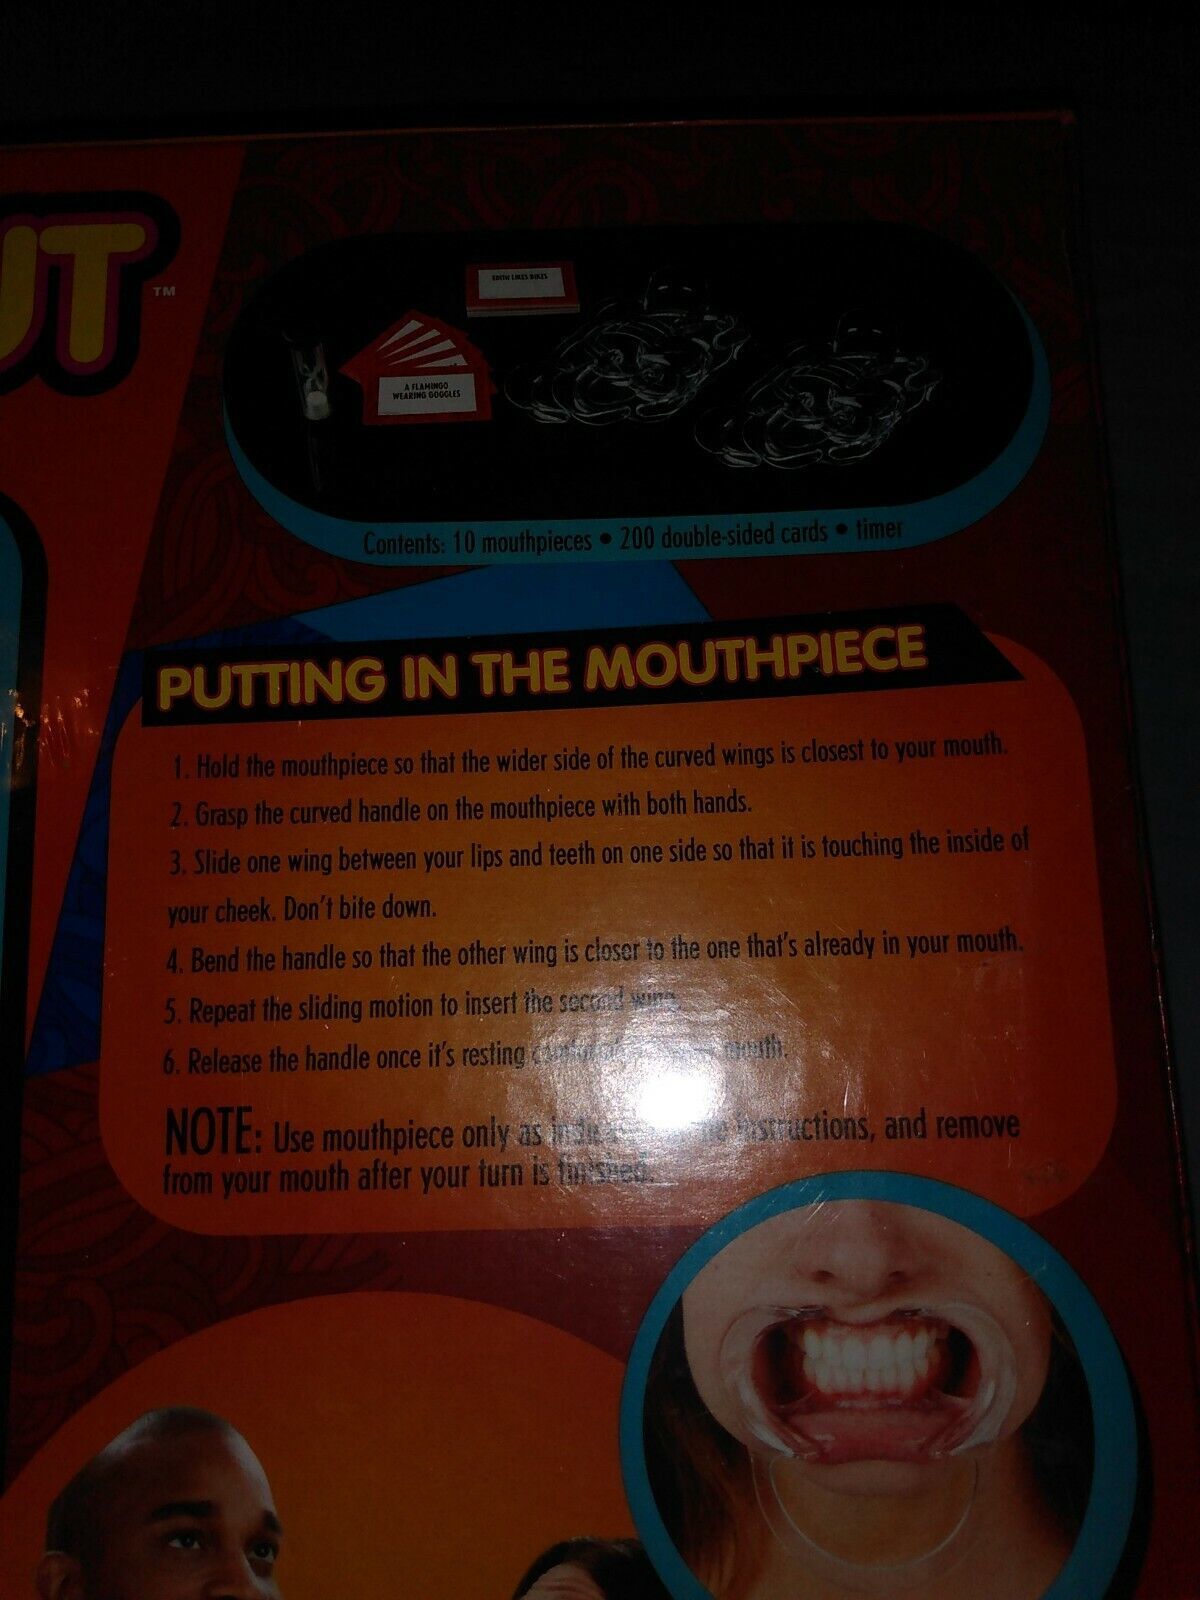 UT™
EDITH LIKES BIKES
A FLAMINGO
WEARING GOGGLES
Contents: 10 mouthpieces • 200 double-sided cards • timer
PUTTING IN THE MOUTHPIECE
1. Hold the mouthpiece so that the wider side of the curved wings is closest to your mouth.
2. Grasp the curved handle on the mouthpiece with both hands.
3. Slide one wing between your lips and teeth on one side so that it is touching the inside of
your cheek. Don't bite down.
4. Bend the handle so that the other wing is closer to the one that's already in your mouth.
5. Repeat the sliding motion to insert the second wing.
6. Release the handle once it's resting mouth.
NOTE: Use mouthpiece only as instructions, and remove
from your mouth after your turn is finished.